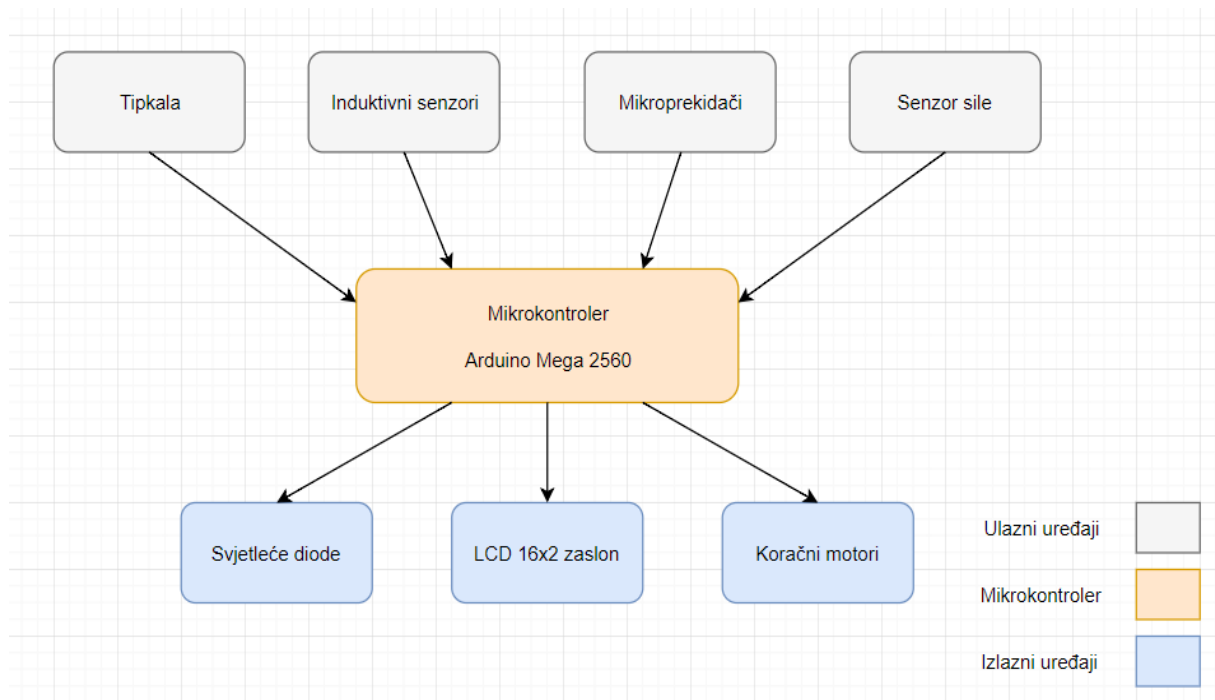 Tipkala
Induktivni senzori
Mikroprekidači
Senzor sile
Mikrokontroler
Arduino Mega 2560
Svjetleće diode
LCD 16x2 zaslon
Koračni motori
Ulazni uređaji
Mikrokontroler
Izlazni uređaji